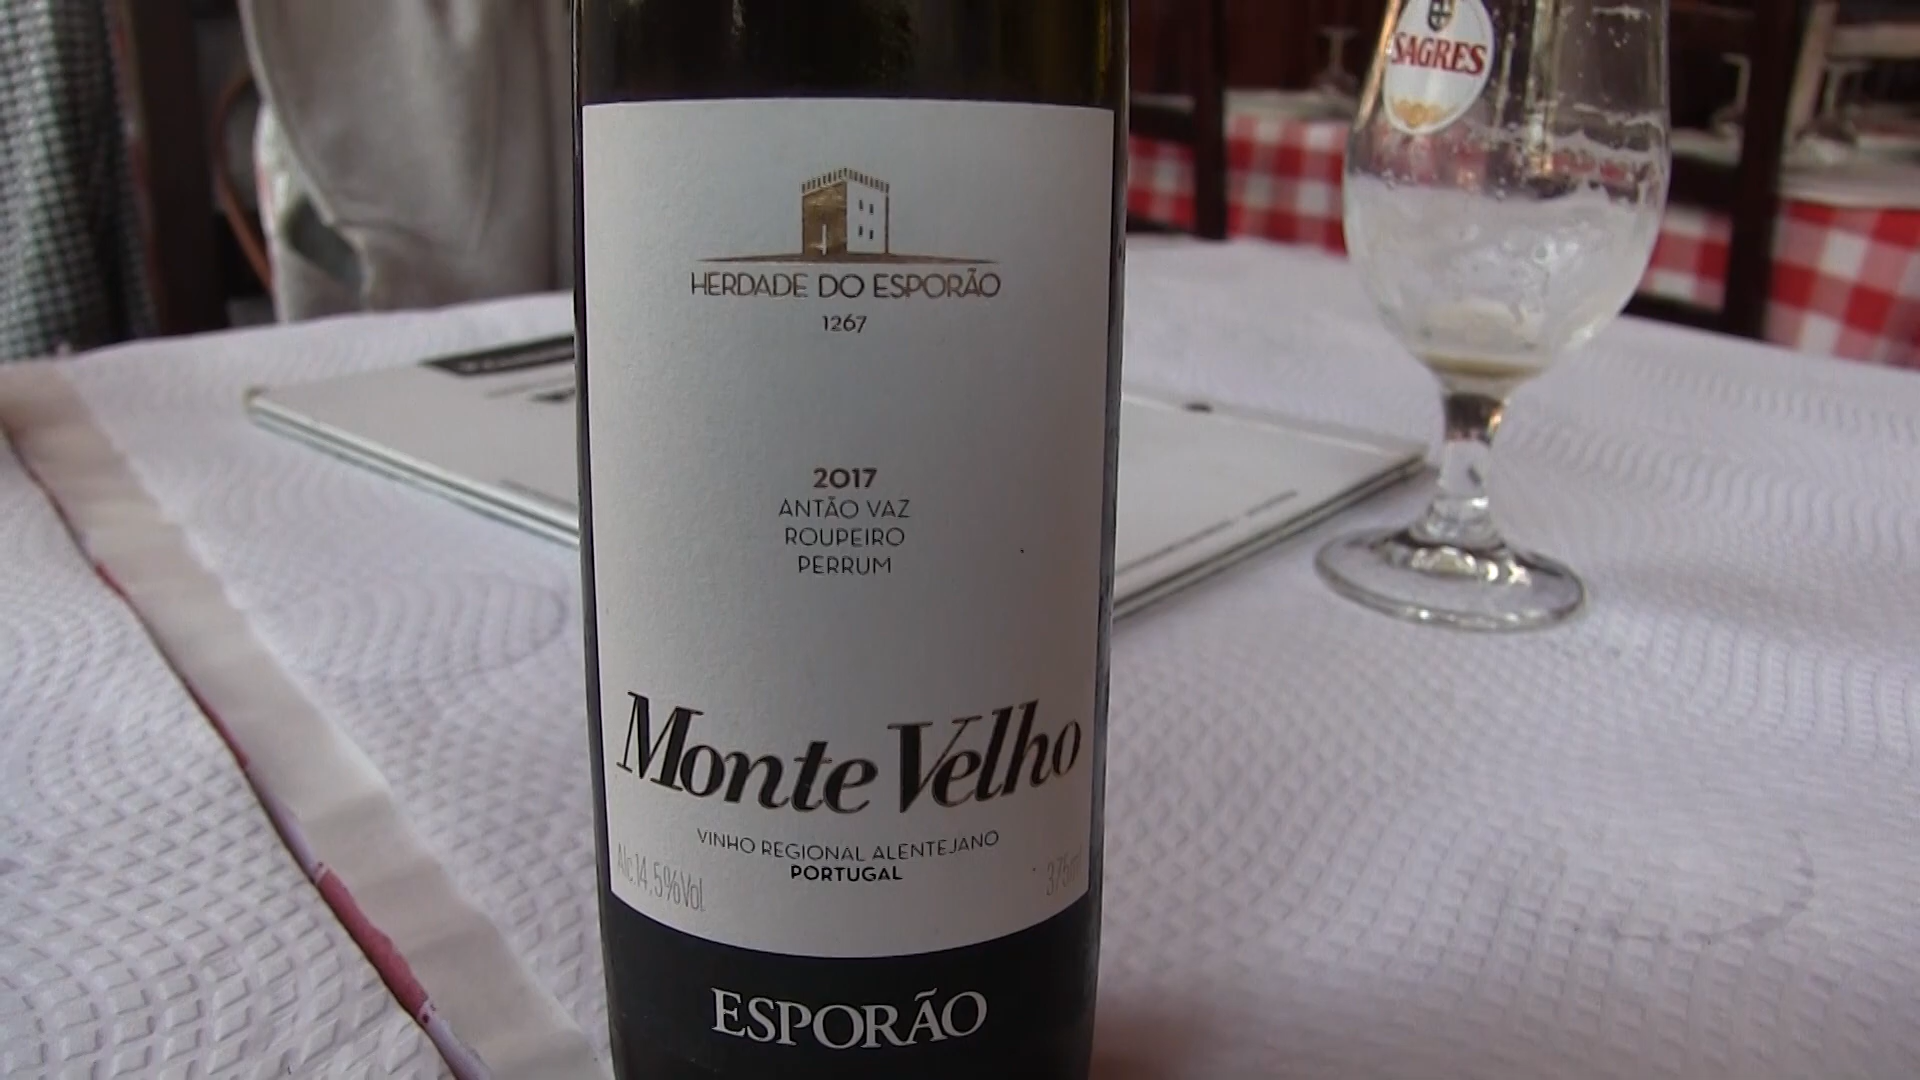 SAGRES
HERDADE DO ESPORÃO
1267
2017
ANTÃO VAZ
ROUPEIRO
PERRUM
Monte Velho
VINHO REGIONAL ALENTEJANO
PORTUGAL
Alc.14,5%Vol
375ml
ESPORÃO